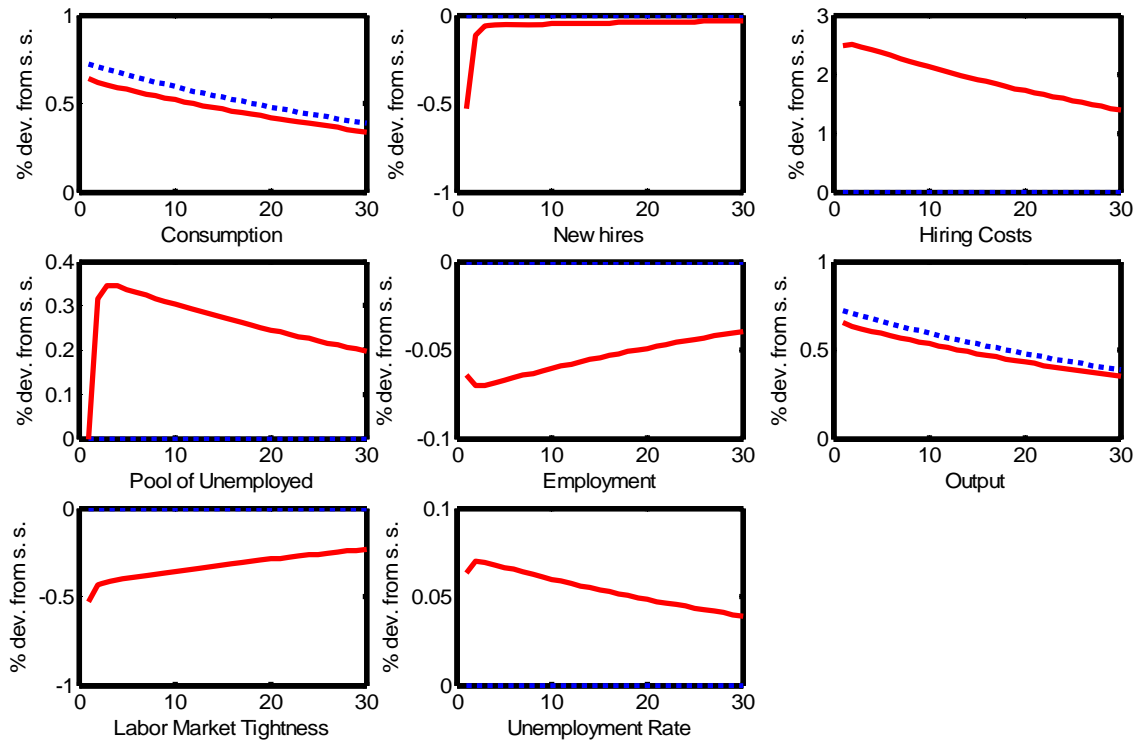 % dev. from s. s.
1
0.5
0
0 10 20 30
Consumption
% dev. from s. s.
0
-0.5
-1
0 10 20 30
New hires
% dev. from s. s.
3
2
1
0
0 10 20 30
Hiring Costs
% dev. from s. s.
0.4
0.3
0.2
0.1
0
0 10 20 30
Pool of Unemployed
% dev. from s. s.
0
-0.05
-0.1
0 10 20 30
Employment
% dev. from s. s.
1
0.5
0
0 10 20 30
Output
% dev. from s. s.
0
-0.5
-1
0 10 20 30
Labor Market Tightness
% dev. from s. s.
0.1
0.05
0
0 10 20 30
Unemployment Rate